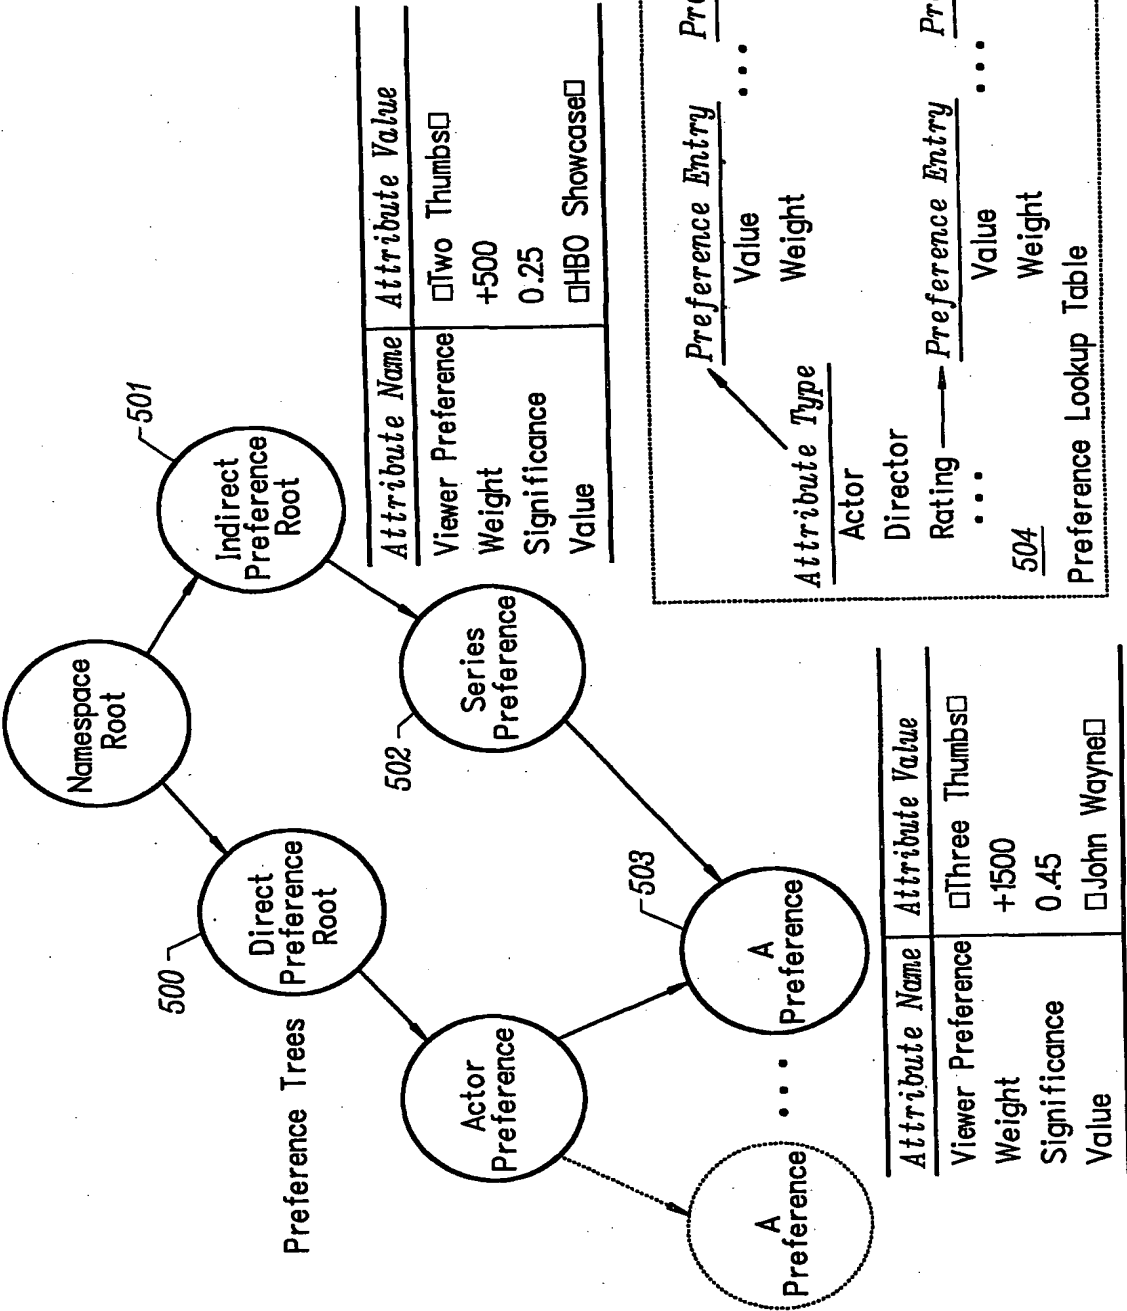 Preference Trees
Namespace
Root
500
Direct
Preference
Root
501
Indirect
Preference
Root
Actor
Preference
502
Series
Preference
A
Preference
• • •
503
A
Preference
Attribute Name Attribute Value
Viewer Preference □Two Thumbs□
Weight +500
Significance 0.25
Value □HBO Showcase□
Attribute Name Attribute Value
Viewer Preference □Three Thumbs□
Weight +1500
Significance 0.45
Value □John Wayne□
Attribute Type
Actor
Director
Rating
• • •
Preference Entry
Value • • •
Weight
Preference Entry
Value • • •
Weight
504
Preference Lookup Table